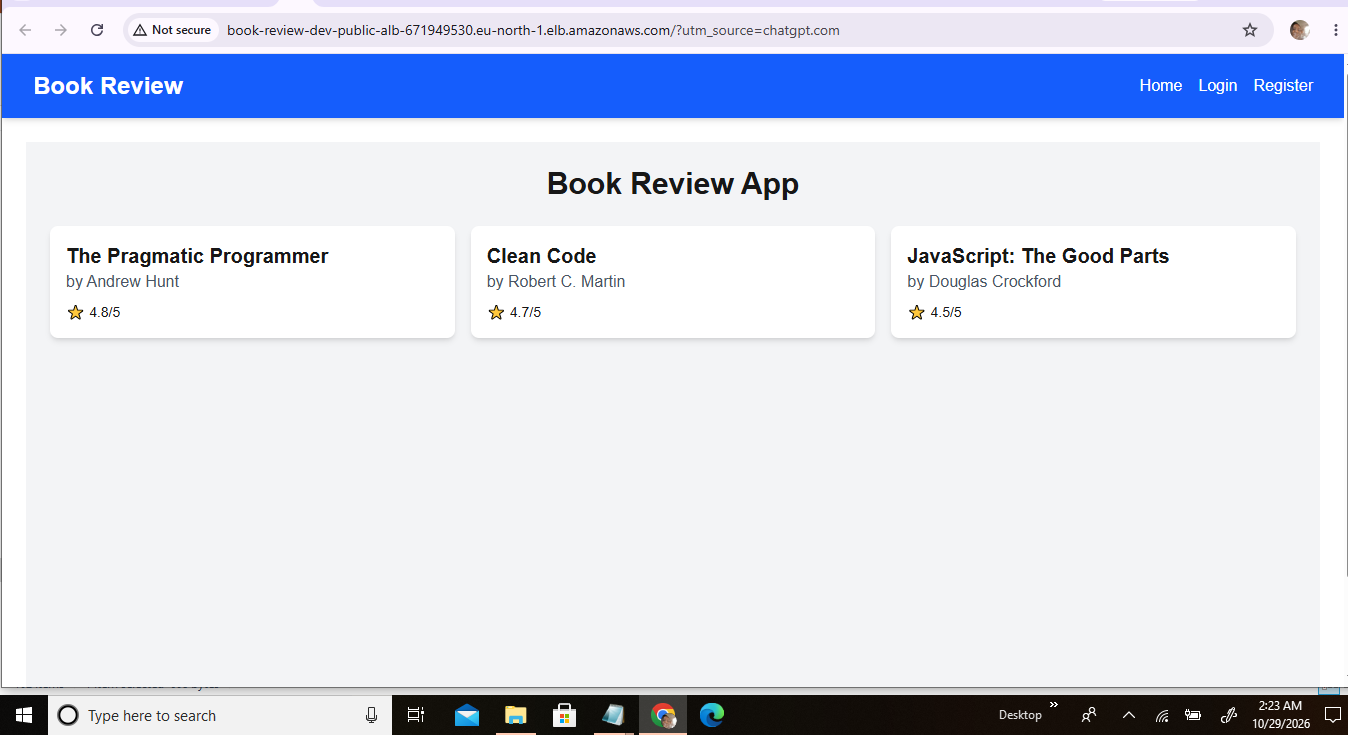 Not secure book-review-dev-public-alb-671949530.eu-north-1.elb.amazonaws.com/?utm_source=chatgpt.com
Book Review Home Login Register
Book Review App
The Pragmatic Programmer
by Andrew Hunt
4.8/5
Clean Code
by Robert C. Martin
4.7/5
JavaScript: The Good Parts
by Douglas Crockford
4.5/5
Type here to search
Desktop
2:23 AM
10/29/2026